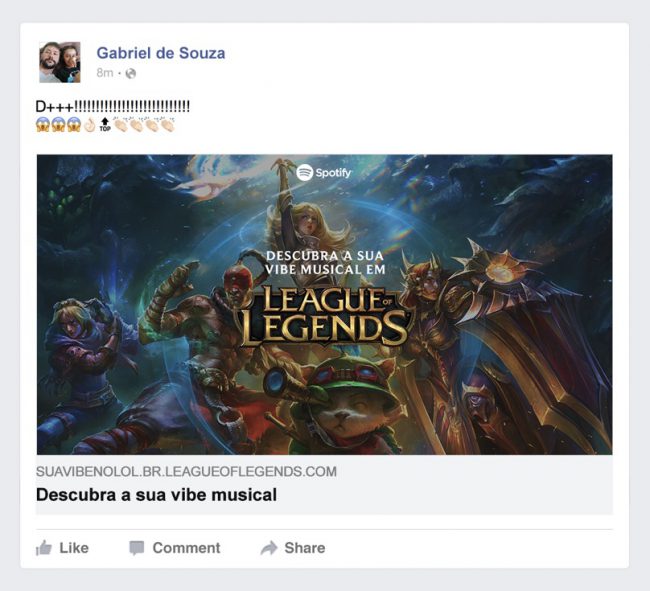 Gabriel de Souza
8m ·
D+++!!!!!!!!!!!!!!!!!!!!!!!!!!!
😱😱😱👌🏻🔝👏🏻👏🏻👏🏻👏🏻
Spotify
DESCUBRA A SUA
VIBE MUSICAL EM
LEAGUE OF
LEGENDS
SUAVIBENOLOL.BR.LEAGUEOFLEGENDS.COM
Descubra a sua vibe musical
Like Comment Share